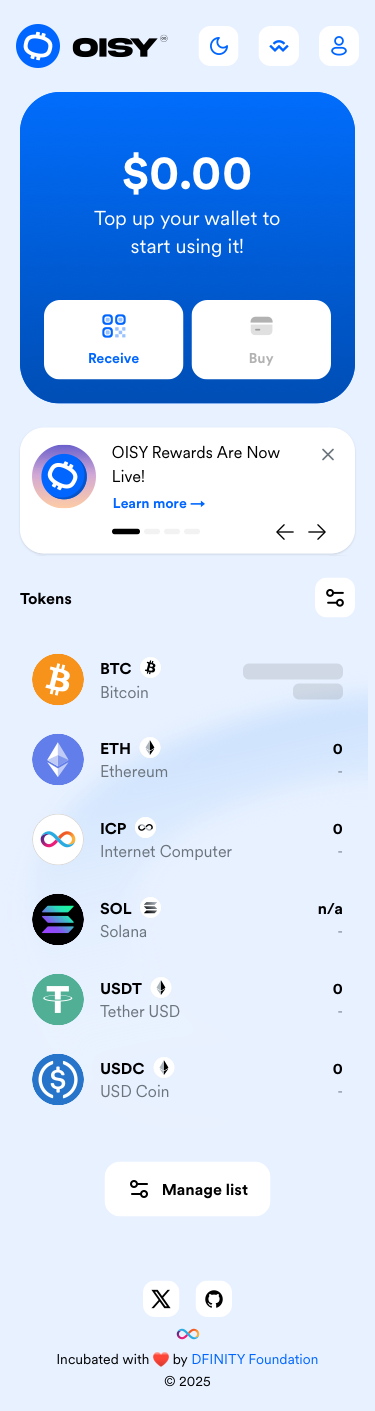 OISY
$0.00
Top up your wallet to
start using it!
Receive
Buy
OISY Rewards Are Now
Live!
Learn more →
Tokens
BTC
Bitcoin
ETH 0
Ethereum -
ICP 0
Internet Computer -
SOL n/a
Solana -
USDT 0
Tether USD -
USDC 0
USD Coin -
Manage list
Incubated with ❤️ by DFINITY Foundation
© 2025